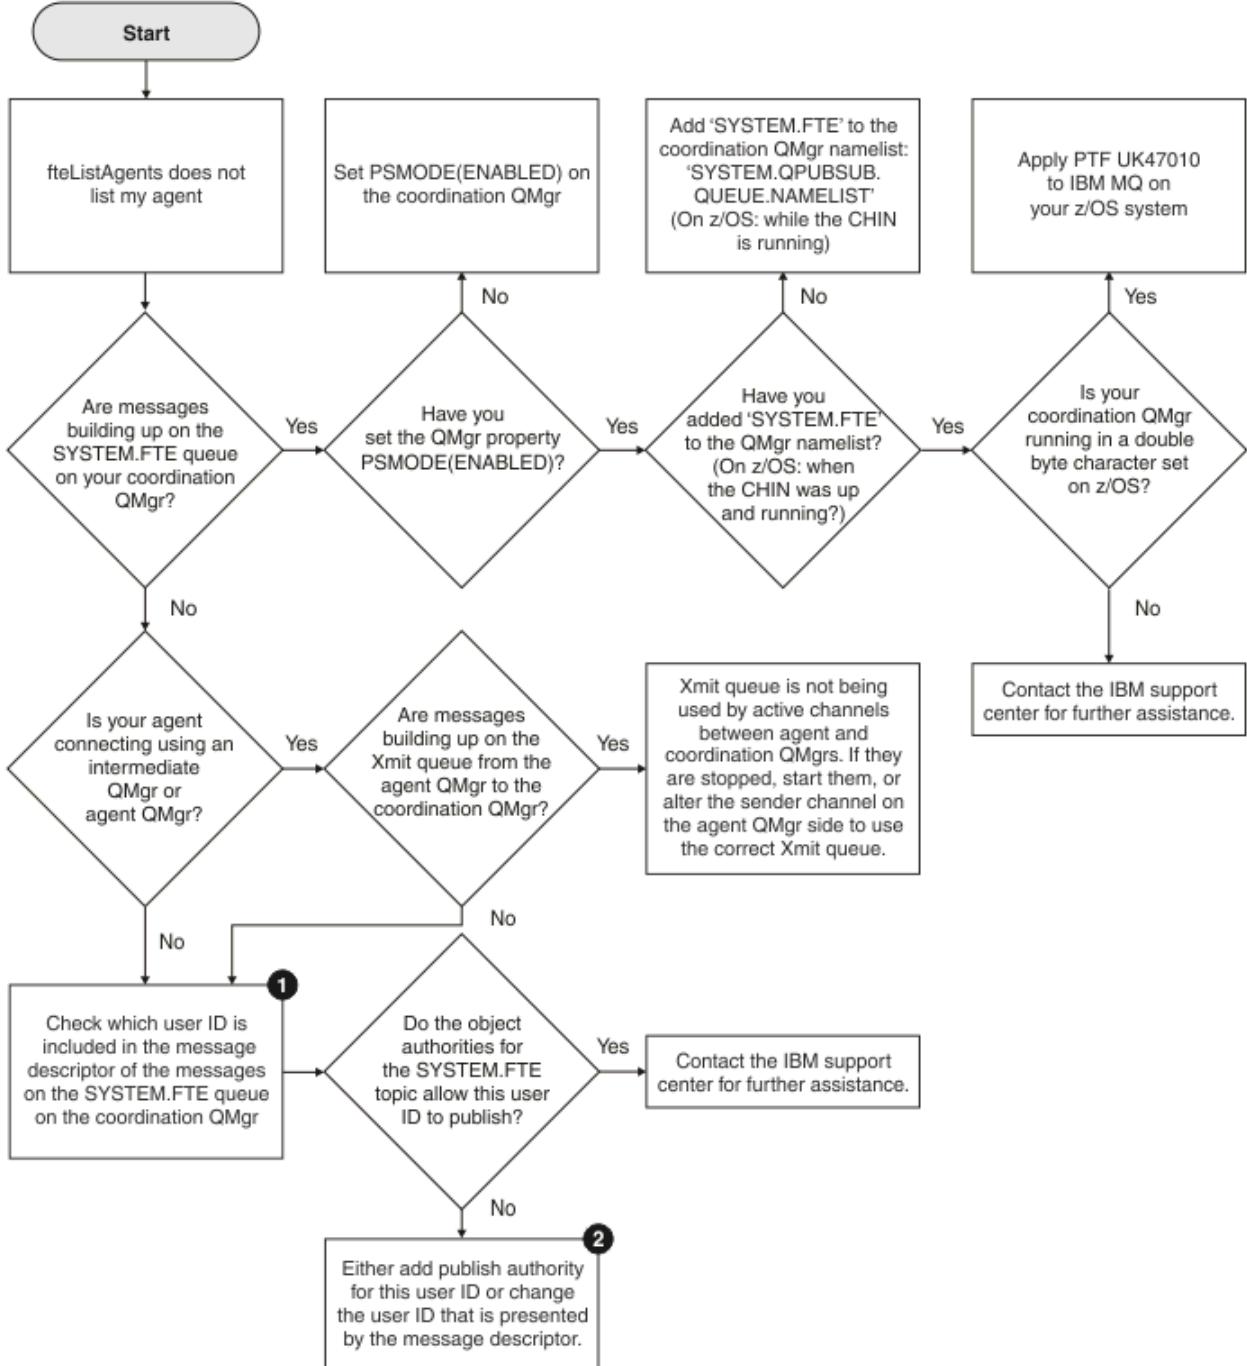 Start
fteListAgents does not
list my agent
Set PSMODE(ENABLED) on
the coordination QMgr
Add ‘SYSTEM.FTE’ to the
coordination QMgr namelist:
‘SYSTEM.QPUBSUB.
QUEUE.NAMELIST’
(On z/OS: while the CHIN
is running)
Apply PTF UK47010
to IBM MQ on
your z/OS system
No
No
Yes
Are messages
building up on the
SYSTEM.FTE queue
on your coordination
QMgr?
Yes
Have you
set the QMgr property
PSMODE(ENABLED)?
Yes
Have you
added ‘SYSTEM.FTE’
to the QMgr namelist?
(On z/OS: when
the CHIN was up
and running?)
Yes
Is your
coordination QMgr
running in a double
byte character set
on z/OS?
No
No
Is your agent
connecting using an
intermediate
QMgr or
agent QMgr?
Yes
Are messages
building up on the
Xmit queue from the
agent QMgr to the
coordination QMgr?
Yes
Xmit queue is not being
used by active channels
between agent and
coordination QMgrs. If they
are stopped, start them, or
alter the sender channel on
the agent QMgr side to use
the correct Xmit queue.
Contact the IBM support
center for further assistance.
No
No
1
Check which user ID is
included in the message
descriptor of the messages
on the SYSTEM.FTE queue
on the coordination QMgr
Do the object
authorities for
the SYSTEM.FTE
topic allow this user
ID to publish?
Yes
Contact the IBM support
center for further assistance.
No
2
Either add publish authority
for this user ID or change
the user ID that is presented
by the message descriptor.